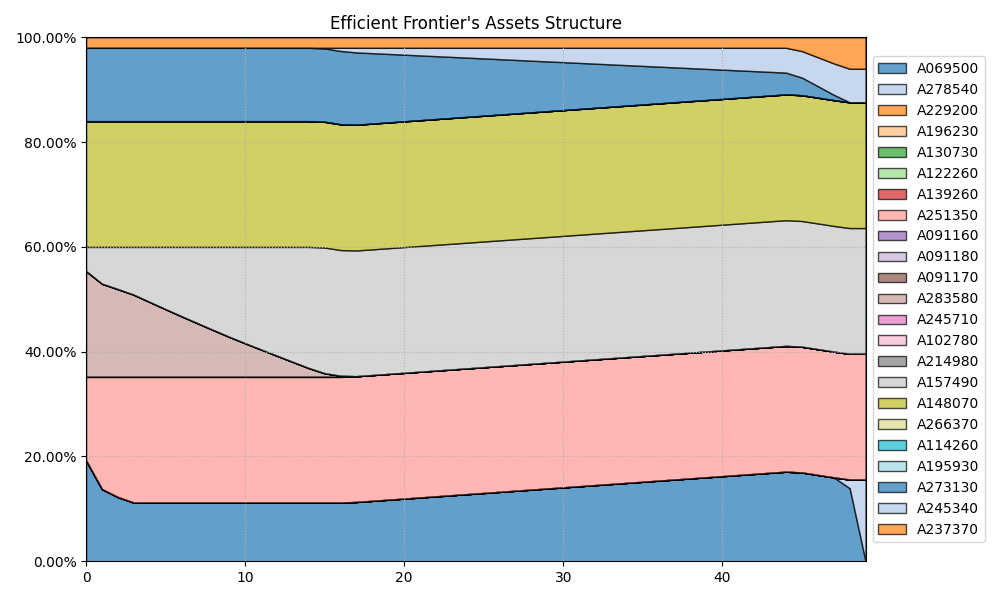 Efficient Frontier's Assets Structure
100.00%
80.00%
60.00%
40.00%
20.00%
0.00%
0
10
20
30
40
A069500
A278540
A229200
A196230
A130730
A122260
A139260
A251350
A091160
A091180
A091170
A283580
A245710
A102780
A214980
A157490
A148070
A266370
A114260
A195930
A273130
A245340
A237370